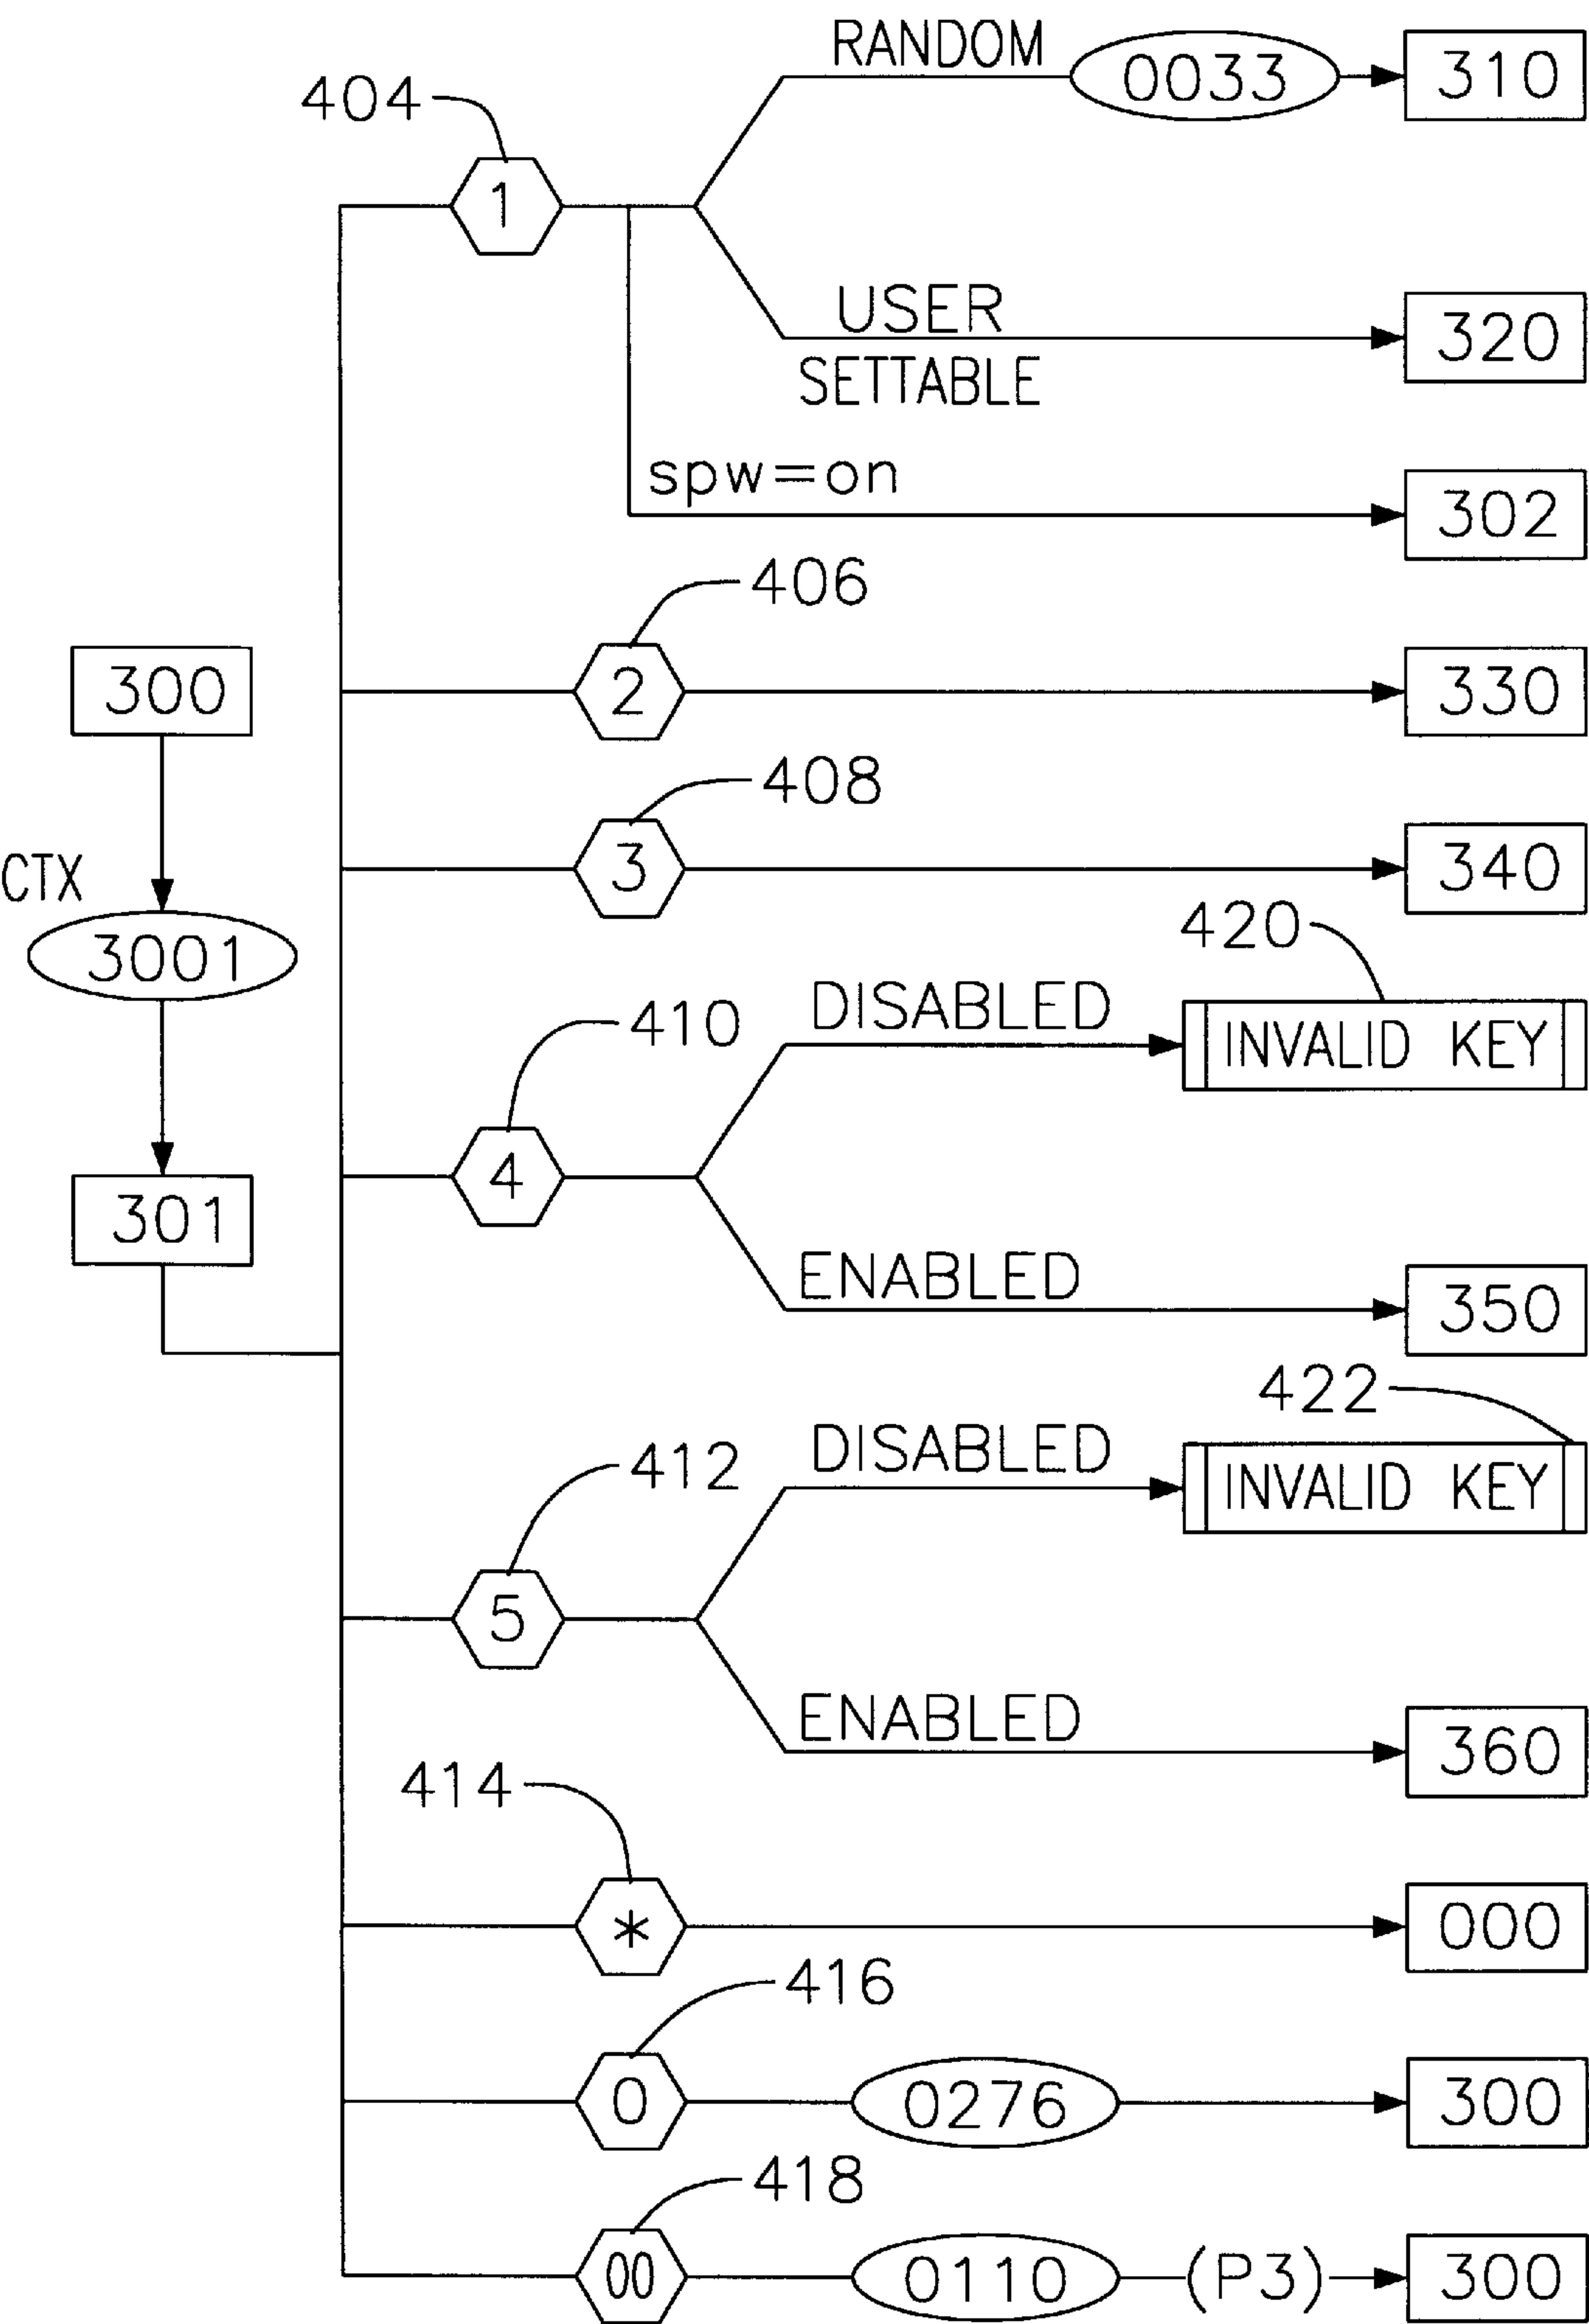 RANDOM 0033 310
404
1
USER 320
SETTABLE
spw=on
302
406
300 2 330
408
CTX 3 340
3001
420
DISABLED
410 INVALID KEY
4
301
ENABLED 350
422
DISABLED
412 INVALID KEY
5
ENABLED 360
414
* 000
416
0 0276 300
418
00 0110 (P3) 300